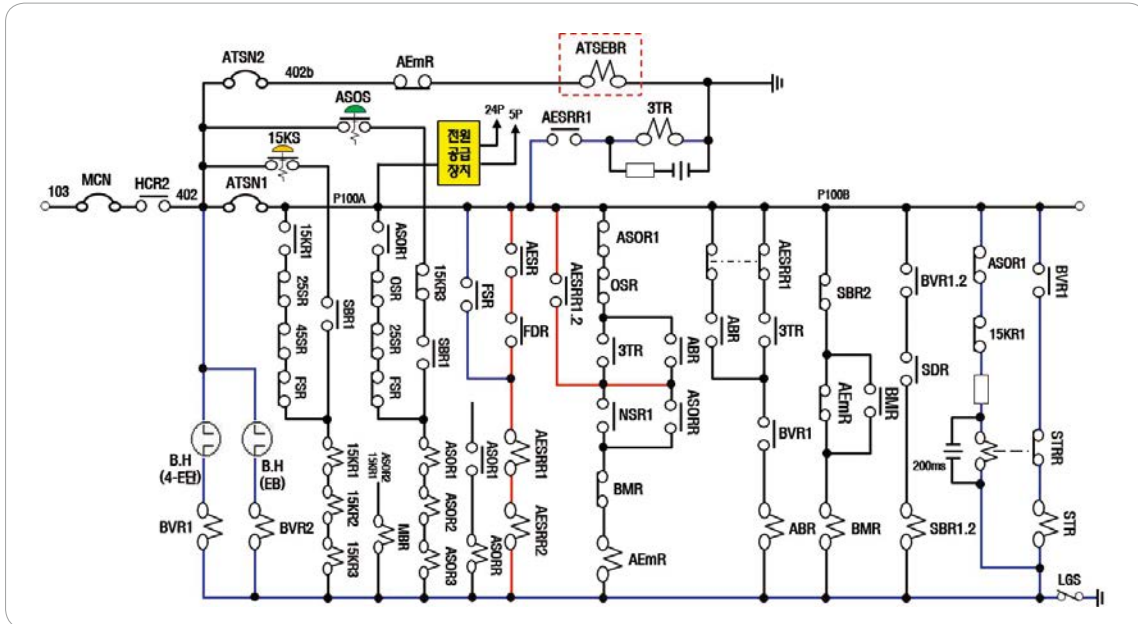 ATSN2
402b
AEmR
ATSEBR
ASOS
24P
5P
AESRR1
3TR
15KS
전원
공급
장치
103
MCN
HCR2
402
ATSN1
P100A
P100B
15KR1
25SR
45SR
FSR
SBR1
ASOR1
OSR
25SR
FSR
15KR3
SBR1
FSR
AESR
FDR
AESRR1.2
ASOR1
OSR
3TR
ABR
NSR1
ASORR
BMR
AEmR
ABR
AESRR1
3TR
BVR1
ABR
SBR2
AEmR
BMR
BMR
BVR1.2
SDR
SBR1.2
ASOR1
15KR1
200ms
BVR1
STRR
STR
B.H
(4-E단)
BVR1
B.H
(EB)
BVR2
15KR1
15KR2
15KR3
ASOR2
15KR1
MBR
ASOR1
ASOR2
ASOR3
ASOR1
ASORR
AESRR1
AESRR2
LGS